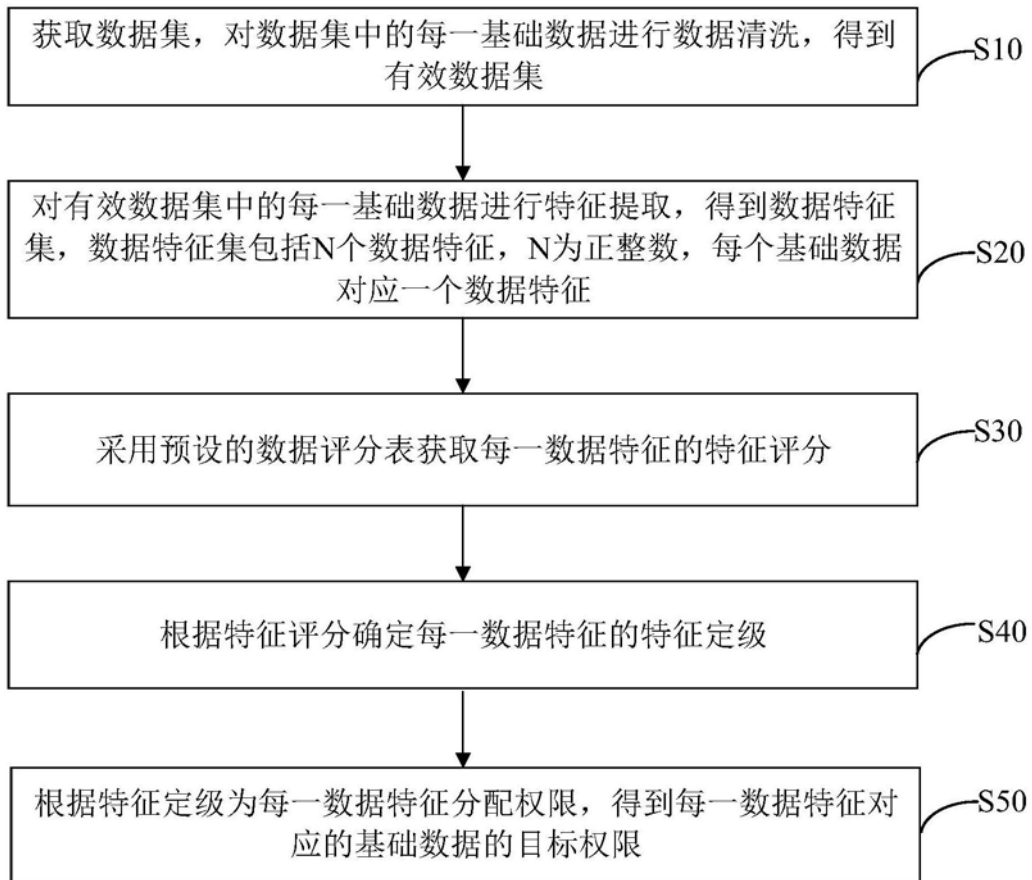 获取数据集，对数据集中的每一基础数据进行数据清洗，得到
有效数据集
S10
对有效数据集中的每一基础数据进行特征提取，得到数据特征
集，数据特征集包括N个数据特征，N为正整数，每个基础数据
对应一个数据特征
S20
采用预设的数据评分表获取每一数据特征的特征评分
S30
根据特征评分确定每一数据特征的特征定级
S40
根据特征定级为每一数据特征分配权限，得到每一数据特征对
应的基础数据的目标权限
S50